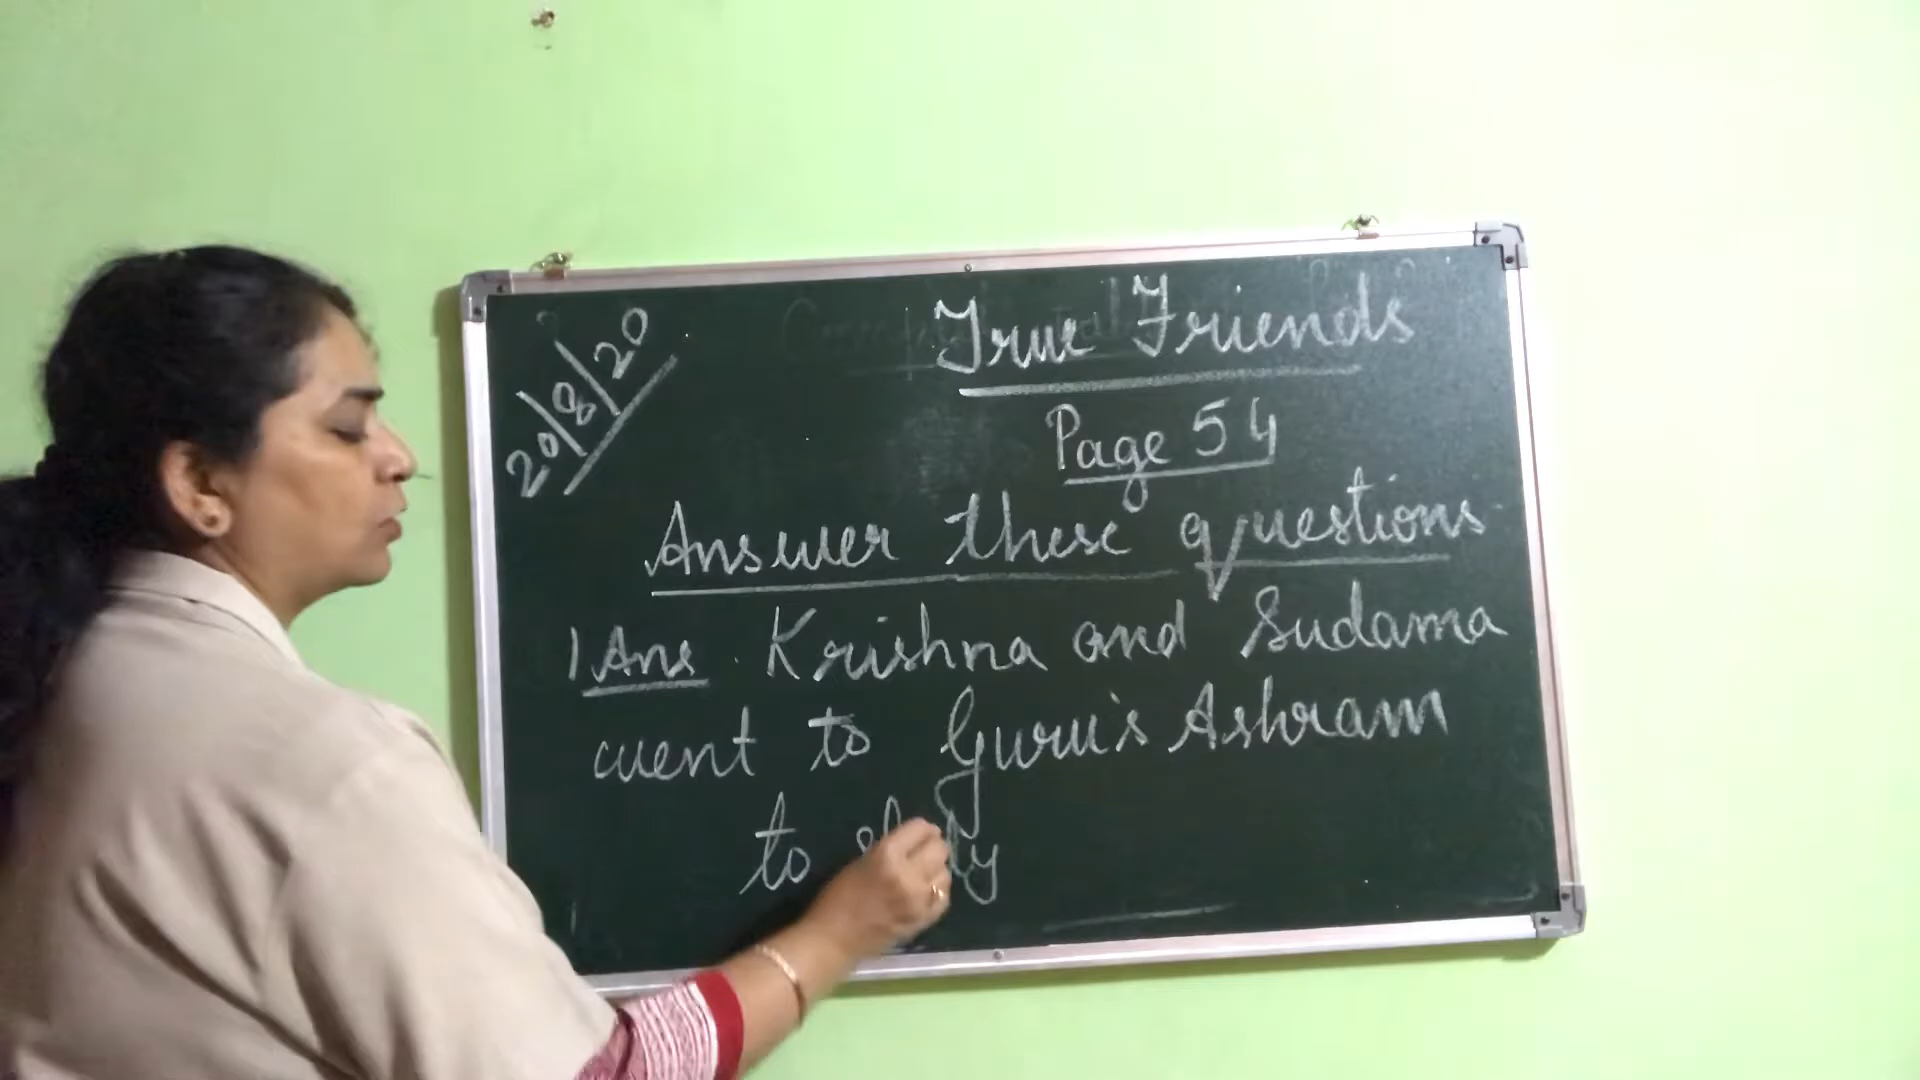 20/8/20
True Friends
Page 54
Answer these questions
1 Ans. Krishna and Sudama
went to Guru's Ashram
to study